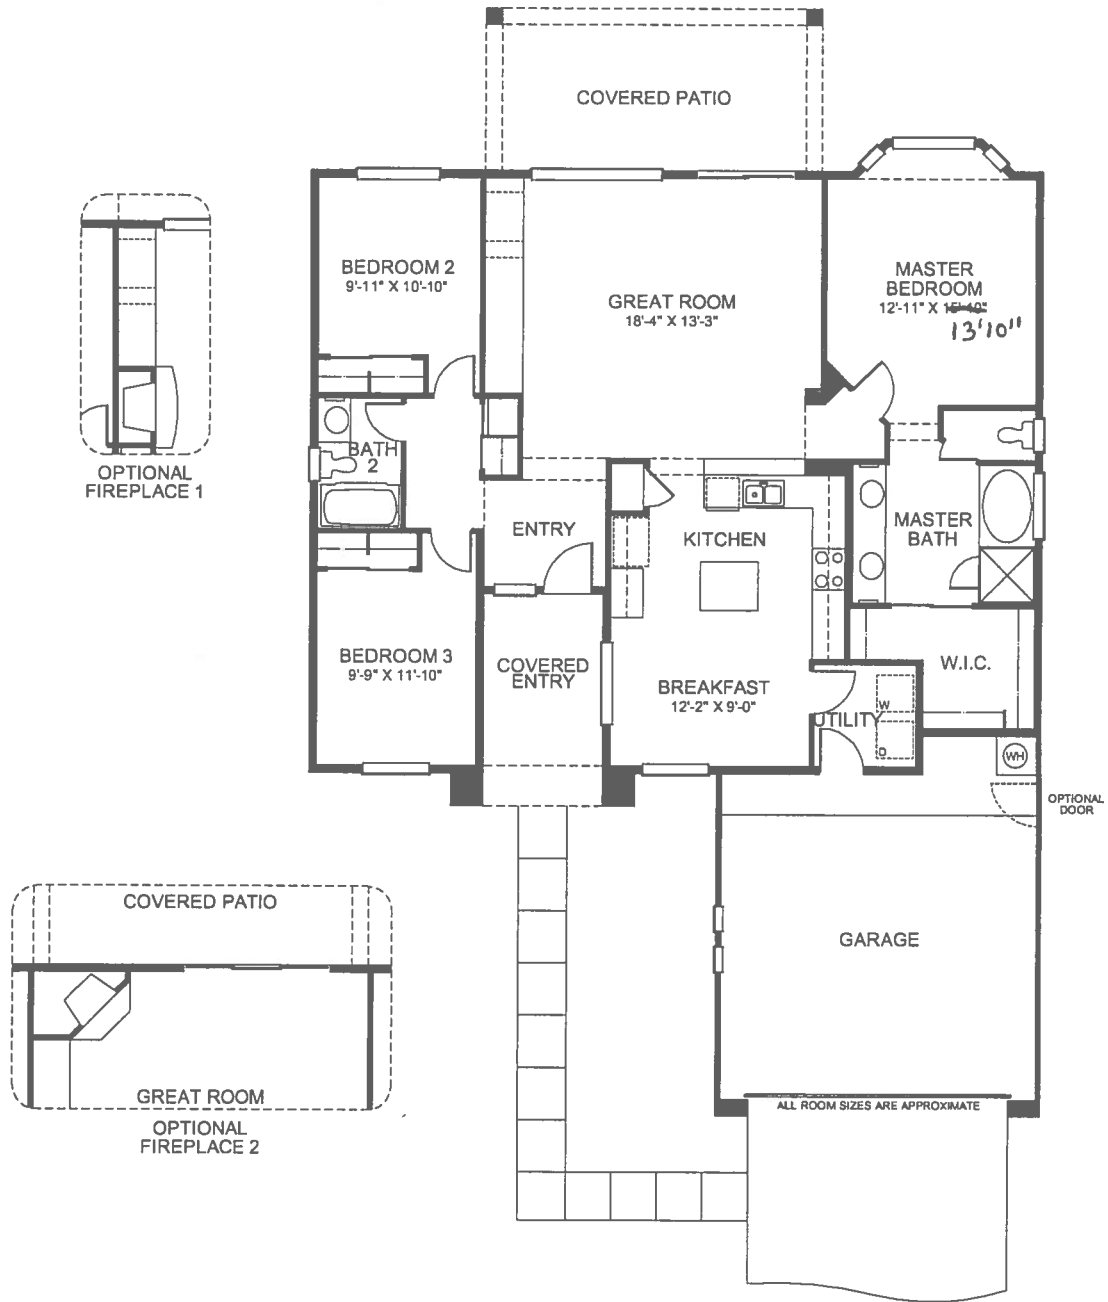 COVERED PATIO
BEDROOM 2
9'-11" X 10'-10"
GREAT ROOM
18'-4" X 13'-3"
MASTER
BEDROOM
12'-11" X 15'-10"
13'10"
OPTIONAL
FIREPLACE 1
BATH
2
ENTRY
KITCHEN
MASTER
BATH
BEDROOM 3
9'-9" X 11'-10"
COVERED
ENTRY
BREAKFAST
12'-2" X 9'-0"
W.I.C.
W
UTILITY
D
WH
OPTIONAL
DOOR
COVERED PATIO
GARAGE
GREAT ROOM
OPTIONAL
FIREPLACE 2
ALL ROOM SIZES ARE APPROXIMATE